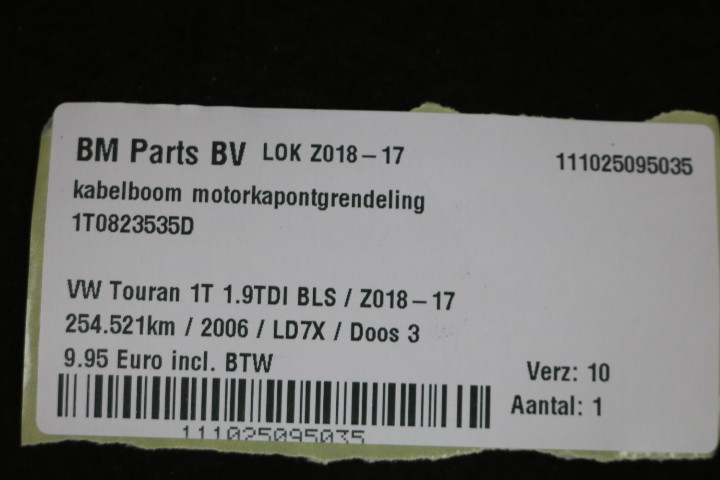 BM Parts BV LOK Z018-17 111025095035
kabelboom motorkapontgrendeling
1T0823535D
VW Touran 1T 1.9TDI BLS / Z018-17
254.521km / 2006 / LD7X / Doos 3
9.95 Euro incl. BTW
Verz: 10
Aantal: 1
111025095035